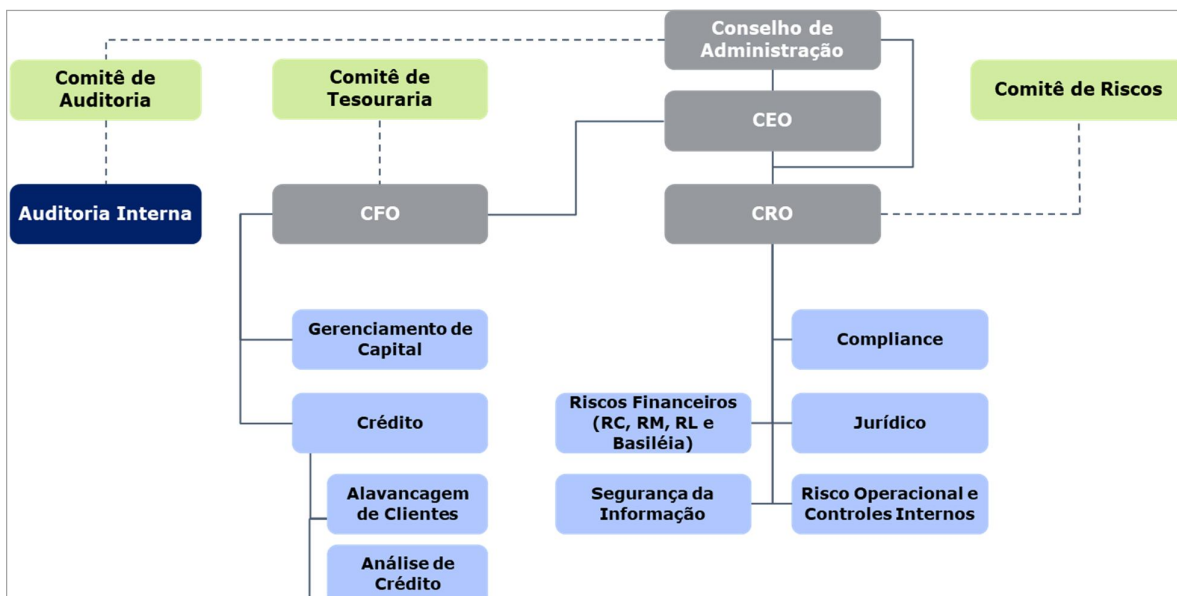 Conselho de
Administração
Comitê de
Auditoria
Comitê de
Tesouraria
Comitê de Riscos
CEO
Auditoria Interna
CFO
CRO
Gerenciamento de
Capital
Compliance
Crédito
Riscos Financeiros
(RC, RM, RL e
Basiléia)
Jurídico
Alavancagem
de Clientes
Segurança da
Informação
Risco Operacional e
Controles Internos
Análise de
Crédito